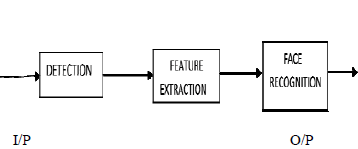 DETECTION
FEATURE
EXTRACTION
FACE
RECOGNITION
I/P
O/P